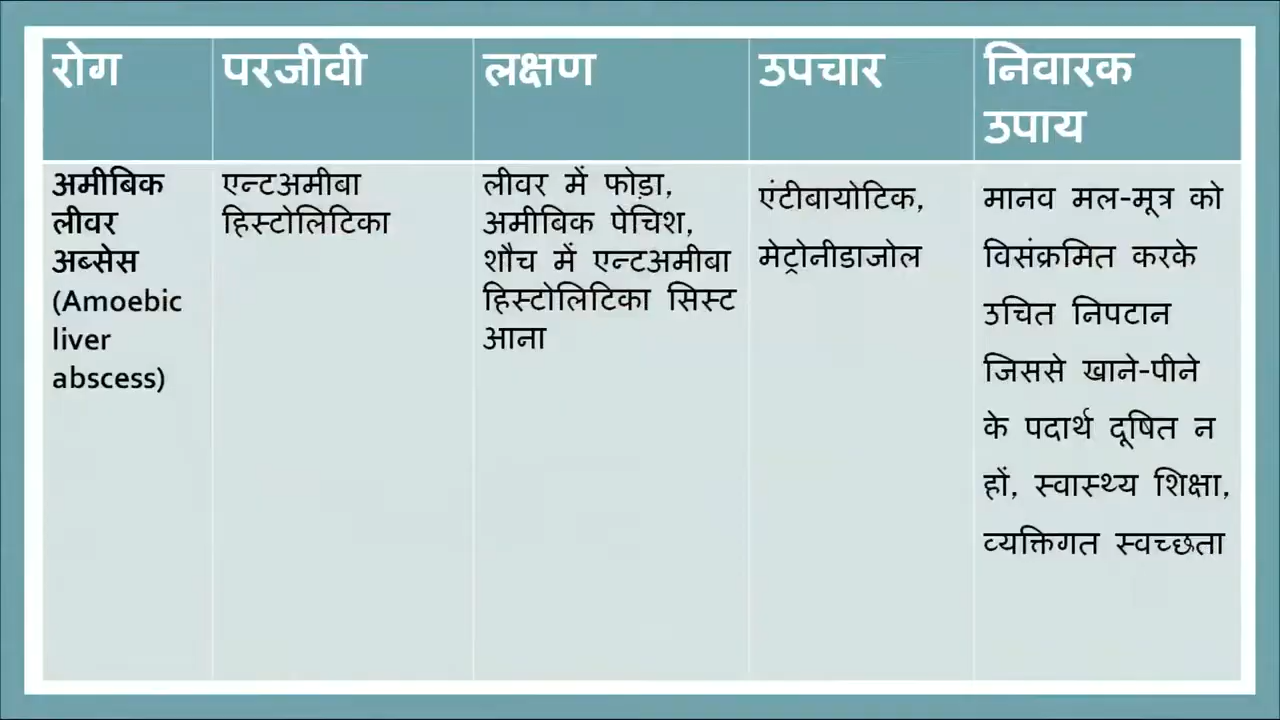 रोग
परजीवी
लक्षण
उपचार
निवारक
उपाय
अमीबिक
लीवर
अब्सेस
(Amoebic
liver
abscess)
एन्टअमीबा
हिस्टोलिटिका
लीवर में फोड़ा,
अमीबिक पेचिश,
शौच में एन्टअमीबा
हिस्टोलिटिका सिस्ट
आना
एंटीबायोटिक,
मेट्रोनीडाजोल
मानव मल-मूत्र को
विसंक्रमित करके
उचित निपटान
जिससे खाने-पीने
के पदार्थ दूषित न
हों, स्वास्थ्य शिक्षा,
व्यक्तिगत स्वच्छता